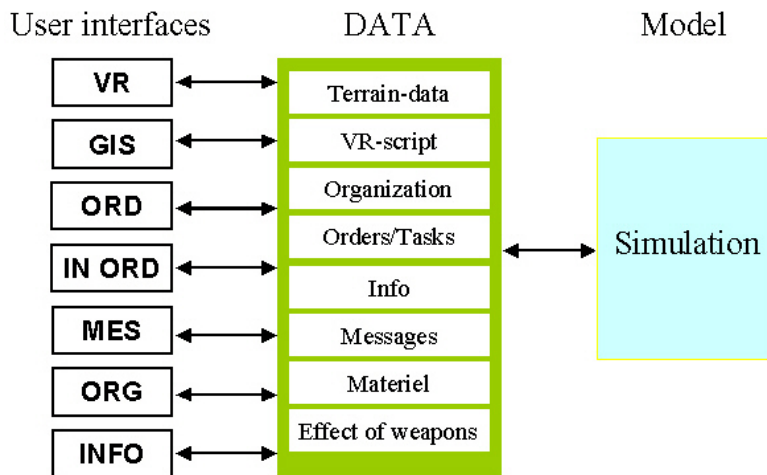 User interfaces
DATA
Model
VR
GIS
ORD
IN ORD
MES
ORG
INFO
Terrain-data
VR-script
Organization
Orders/Tasks
Info
Messages
Materiel
Effect of weapons
Simulation